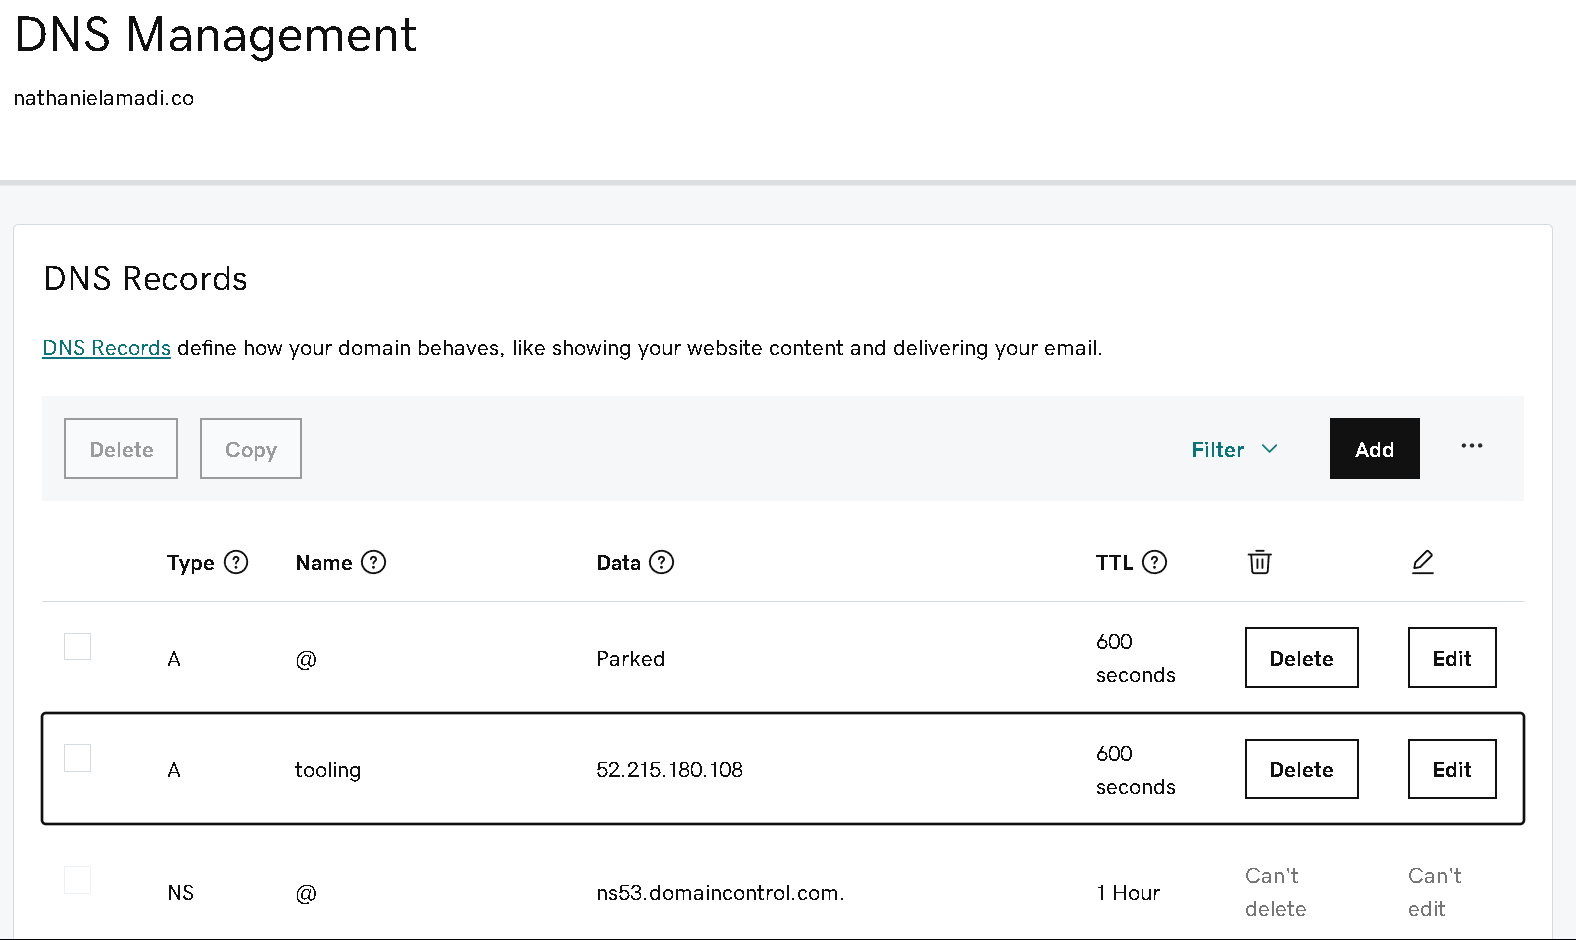 DNS Management
nathanielamadi.co
DNS Records
DNS Records define how your domain behaves, like showing your website content and delivering your email.
Delete Copy Filter Add ...
Type ? Name ? Data ? TTL ?
A @ Parked 600 seconds Delete Edit
A tooling 52.215.180.108 600 seconds Delete Edit
NS @ ns53.domaincontrol.com. 1 Hour Can't delete Can't edit